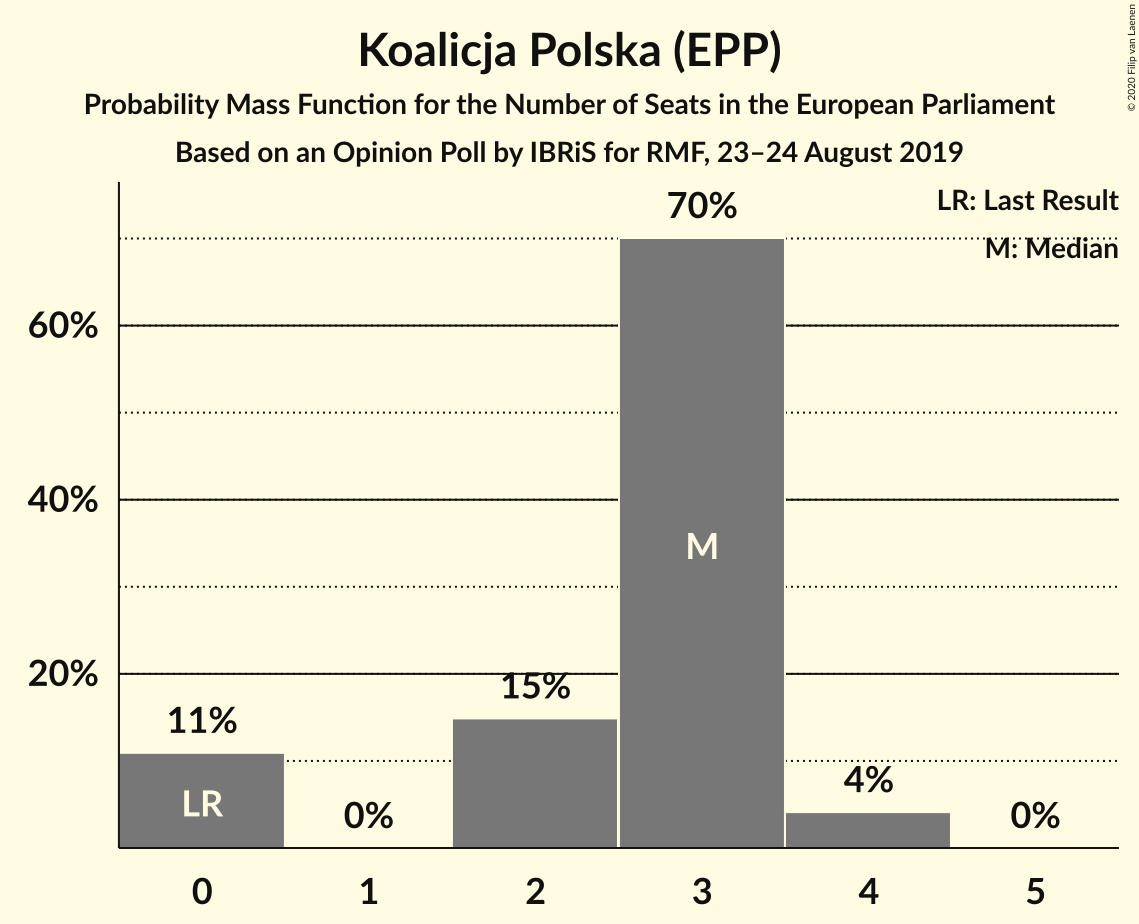 Koalicja Polska (EPP)
Probability Mass Function for the Number of Seats in the European Parliament
Based on an Opinion Poll by IBRiS for RMF, 23–24 August 2019
© 2020 Filip van Laenen
LR: Last Result
M: Median
70%
60%
40%
M
20%
15%
11%
LR
0%
4%
0%
0 1 2 3 4 5